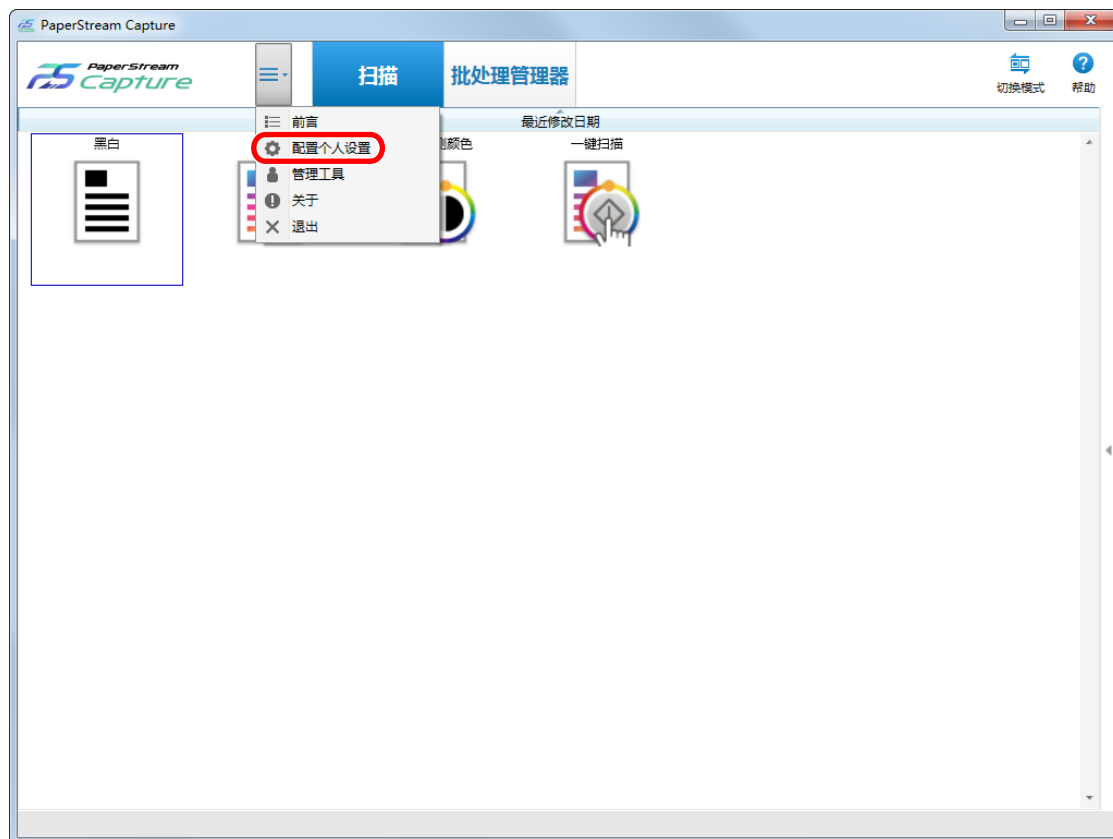 PaperStream Capture
PaperStream
Capture
扫描
批处理管理器
切换模式
帮助
最近修改日期
前言
配置个人设置
管理工具
关于
退出
黑白
颜色
一键扫描